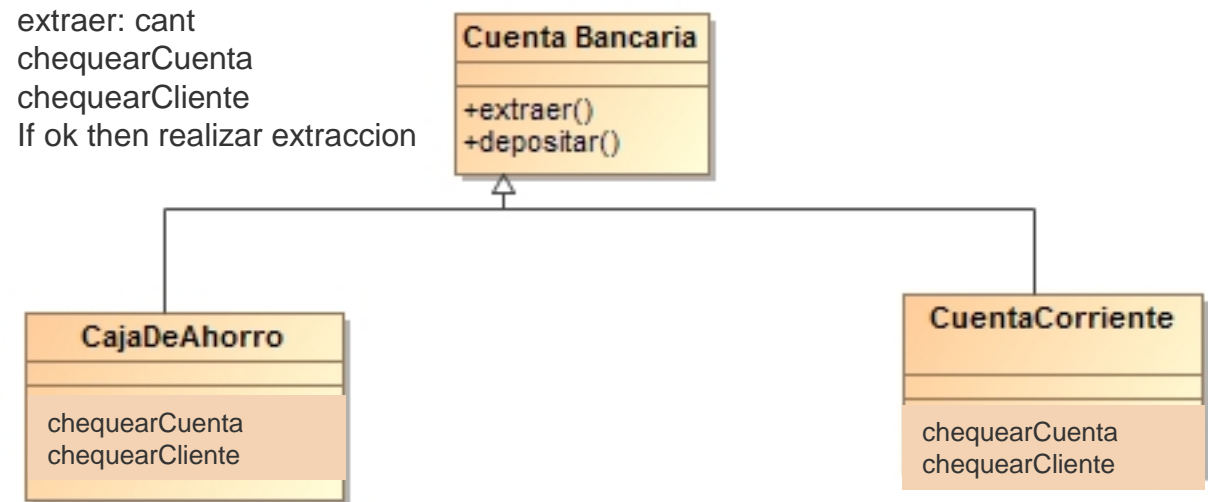 extraer: cant
chequearCuenta
chequearCliente
If ok then realizar extraccion
Cuenta Bancaria
+extraer()
+depositar()
CajaDeAhorro
chequearCuenta
chequearCliente
CuentaCorriente
chequearCuenta
chequearCliente